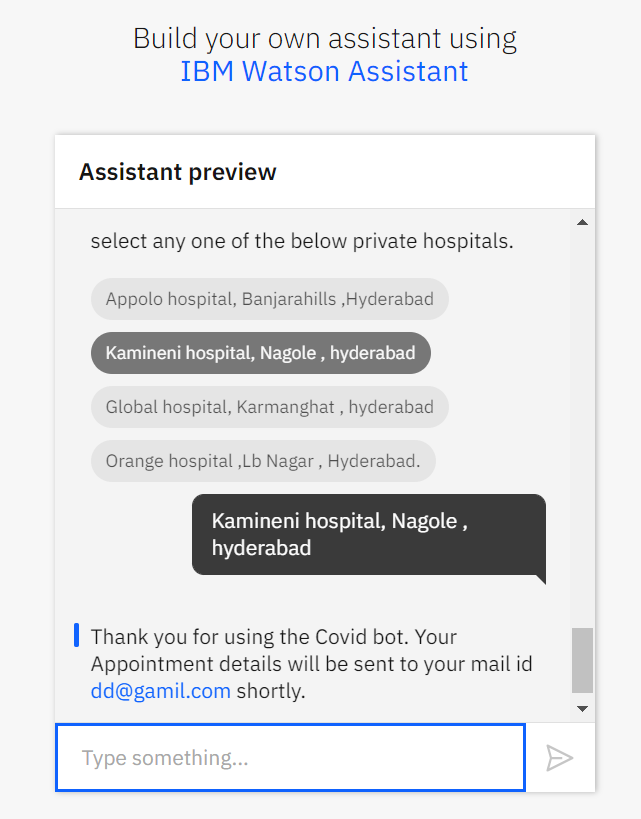 Build your own assistant using
IBM Watson Assistant
Assistant preview
select any one of the below private hospitals.
Appolo hospital, Banjarahills ,Hyderabad
Kamineni hospital, Nagole , hyderabad
Global hospital, Karmanghat , hyderabad
Orange hospital ,Lb Nagar , Hyderabad.
Kamineni hospital, Nagole ,
hyderabad
Thank you for using the Covid bot. Your
Appointment details will be sent to your mail id
dd@gamil.com shortly.
Type something...